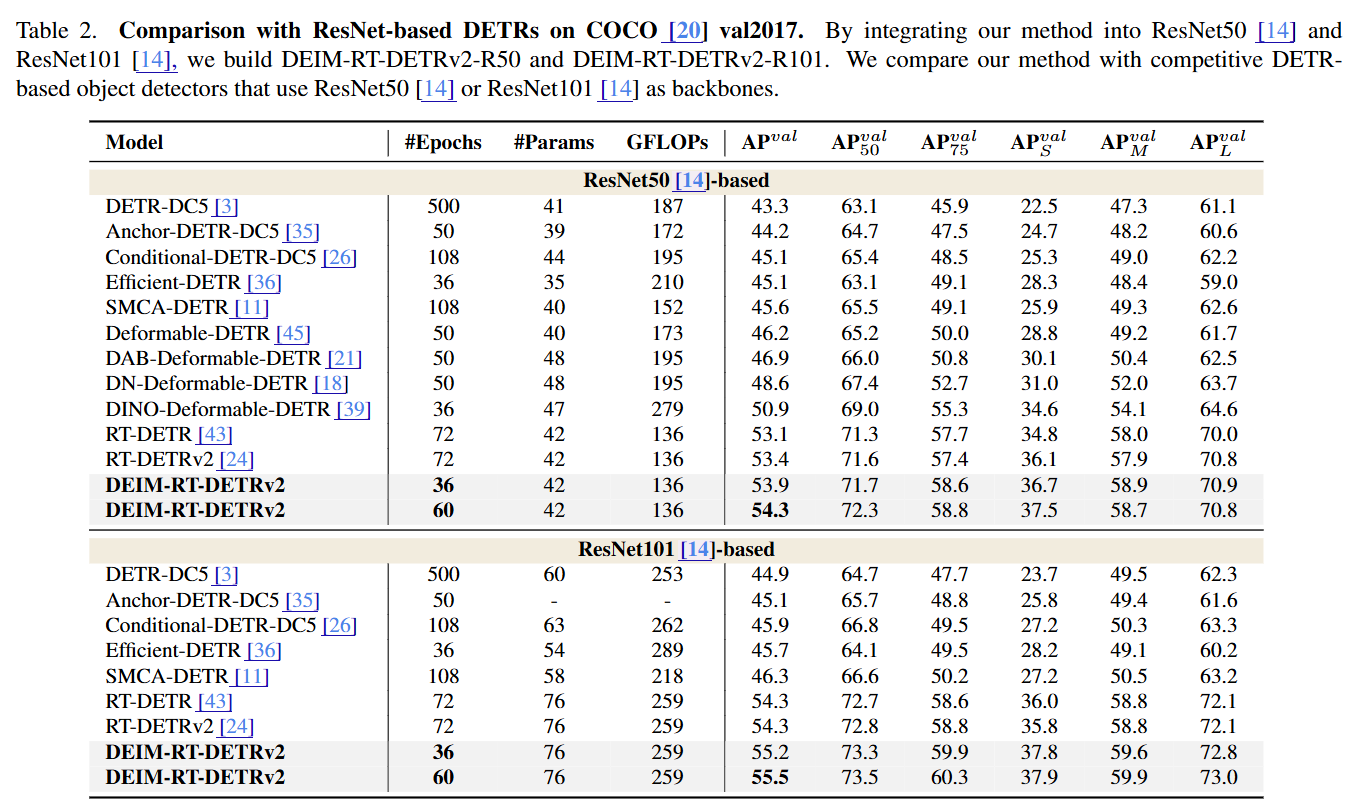 Table 2. Comparison with ResNet-based DETRs on COCO [20] val2017. By integrating our method into ResNet50 [14] and
ResNet101 [14], we build DEIM-RT-DETRv2-R50 and DEIM-RT-DETRv2-R101. We compare our method with competitive DETR-
based object detectors that use ResNet50 [14] or ResNet101 [14] as backbones.
Model #Epochs #Params GFLOPs AP^val AP^val_50 AP^val_75 AP^val_S AP^val_M AP^val_L
ResNet50 [14]-based
DETR-DC5 [3] 500 41 187 43.3 63.1 45.9 22.5 47.3 61.1
Anchor-DETR-DC5 [35] 50 39 172 44.2 64.7 47.5 24.7 48.2 60.6
Conditional-DETR-DC5 [26] 108 44 195 45.1 65.4 48.5 25.3 49.0 62.2
Efficient-DETR [36] 36 35 210 45.1 63.1 49.1 28.3 48.4 59.0
SMCA-DETR [11] 108 40 152 45.6 65.5 49.1 25.9 49.3 62.6
Deformable-DETR [45] 50 40 173 46.2 65.2 50.0 28.8 49.2 61.7
DAB-Deformable-DETR [21] 50 48 195 46.9 66.0 50.8 30.1 50.4 62.5
DN-Deformable-DETR [18] 50 48 195 48.6 67.4 52.7 31.0 52.0 63.7
DINO-Deformable-DETR [39] 36 47 279 50.9 69.0 55.3 34.6 54.1 64.6
RT-DETR [43] 72 42 136 53.1 71.3 57.7 34.8 58.0 70.0
RT-DETRv2 [24] 72 42 136 53.4 71.6 57.4 36.1 57.9 70.8
DEIM-RT-DETRv2 36 42 136 53.9 71.7 58.6 36.7 58.9 70.9
DEIM-RT-DETRv2 60 42 136 54.3 72.3 58.8 37.5 58.7 70.8
ResNet101 [14]-based
DETR-DC5 [3] 500 60 253 44.9 64.7 47.7 23.7 49.5 62.3
Anchor-DETR-DC5 [35] 50 - - 45.1 65.7 48.8 25.8 49.4 61.6
Conditional-DETR-DC5 [26] 108 63 262 45.9 66.8 49.5 27.2 50.3 63.3
Efficient-DETR [36] 36 54 289 45.7 64.1 49.5 28.2 49.1 60.2
SMCA-DETR [11] 108 58 218 46.3 66.6 50.2 27.2 50.5 63.2
RT-DETR [43] 72 76 259 54.3 72.7 58.6 36.0 58.8 72.1
RT-DETRv2 [24] 72 76 259 54.3 72.8 58.8 35.8 58.8 72.1
DEIM-RT-DETRv2 36 76 259 55.2 73.3 59.9 37.8 59.6 72.8
DEIM-RT-DETRv2 60 76 259 55.5 73.5 60.3 37.9 59.9 73.0